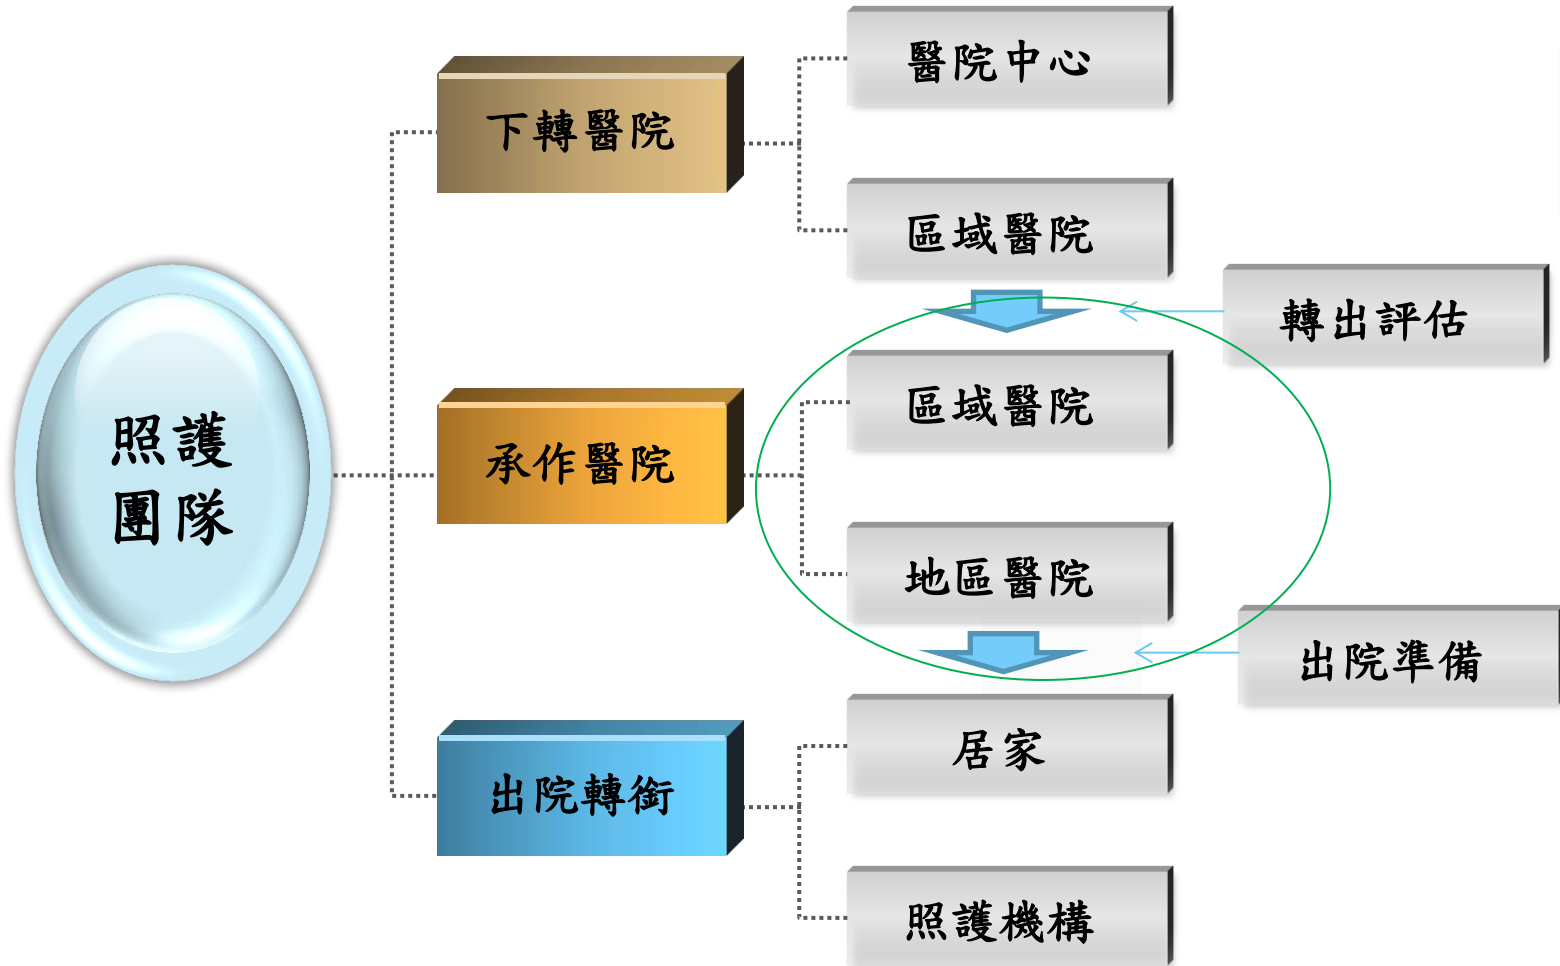 照護
團隊
下轉醫院
醫院中心
區域醫院
轉出評估
承作醫院
區域醫院
地區醫院
出院準備
出院轉銜
居家
照護機構